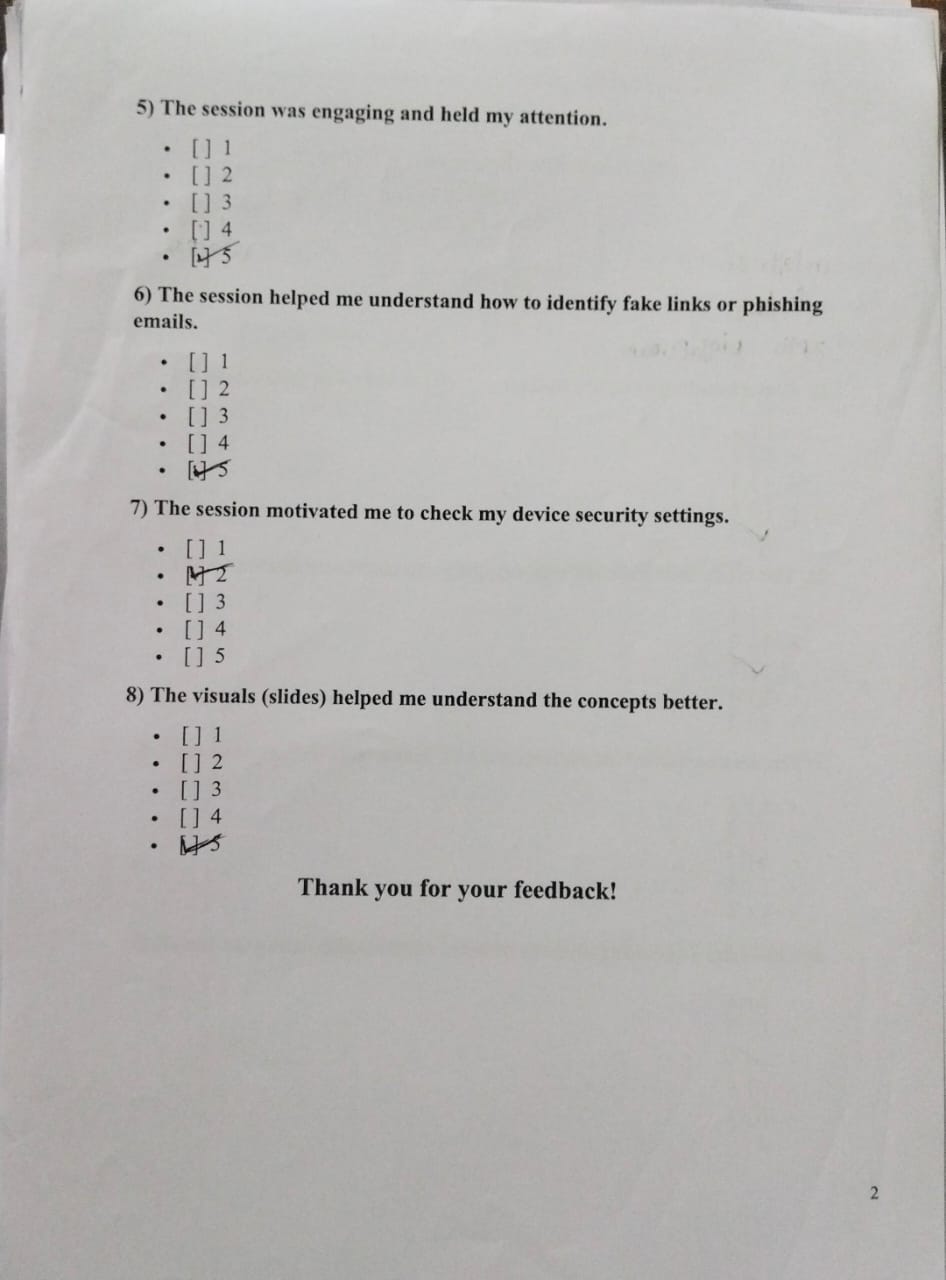 5) The session was engaging and held my attention.
• [ ] 1
• [ ] 2
• [ ] 3
• [ ] 4
• [✓] 5
6) The session helped me understand how to identify fake links or phishing
emails.
• [ ] 1
• [ ] 2
• [ ] 3
• [ ] 4
• [✓] 5
7) The session motivated me to check my device security settings.
• [ ] 1
• [✓] 2
• [ ] 3
• [ ] 4
• [ ] 5
8) The visuals (slides) helped me understand the concepts better.
• [ ] 1
• [ ] 2
• [ ] 3
• [ ] 4
• [✓] 5
Thank you for your feedback!
2